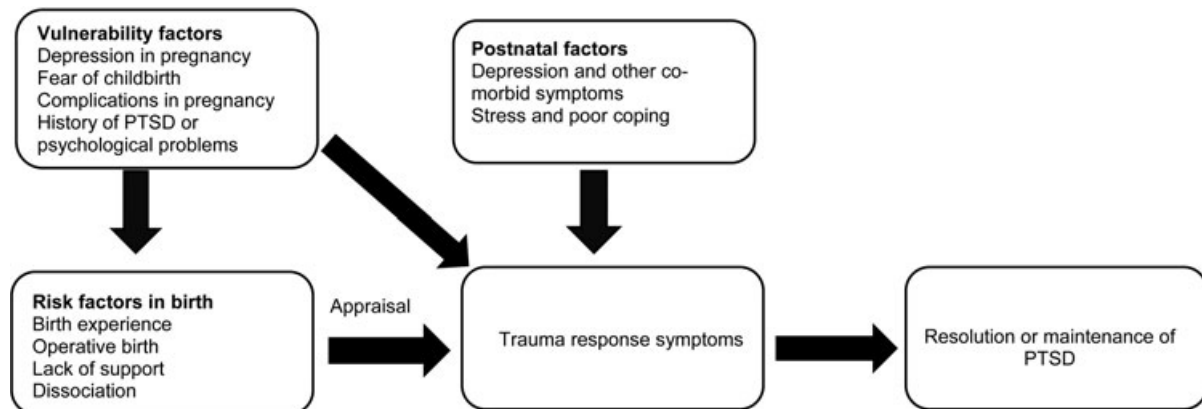 Vulnerability factors
Depression in pregnancy
Fear of childbirth
Complications in pregnancy
History of PTSD or
psychological problems
Postnatal factors
Depression and other co-
morbid symptoms
Stress and poor coping
Risk factors in birth
Birth experience
Operative birth
Lack of support
Dissociation
Appraisal
Trauma response symptoms
Resolution or maintenance of
PTSD